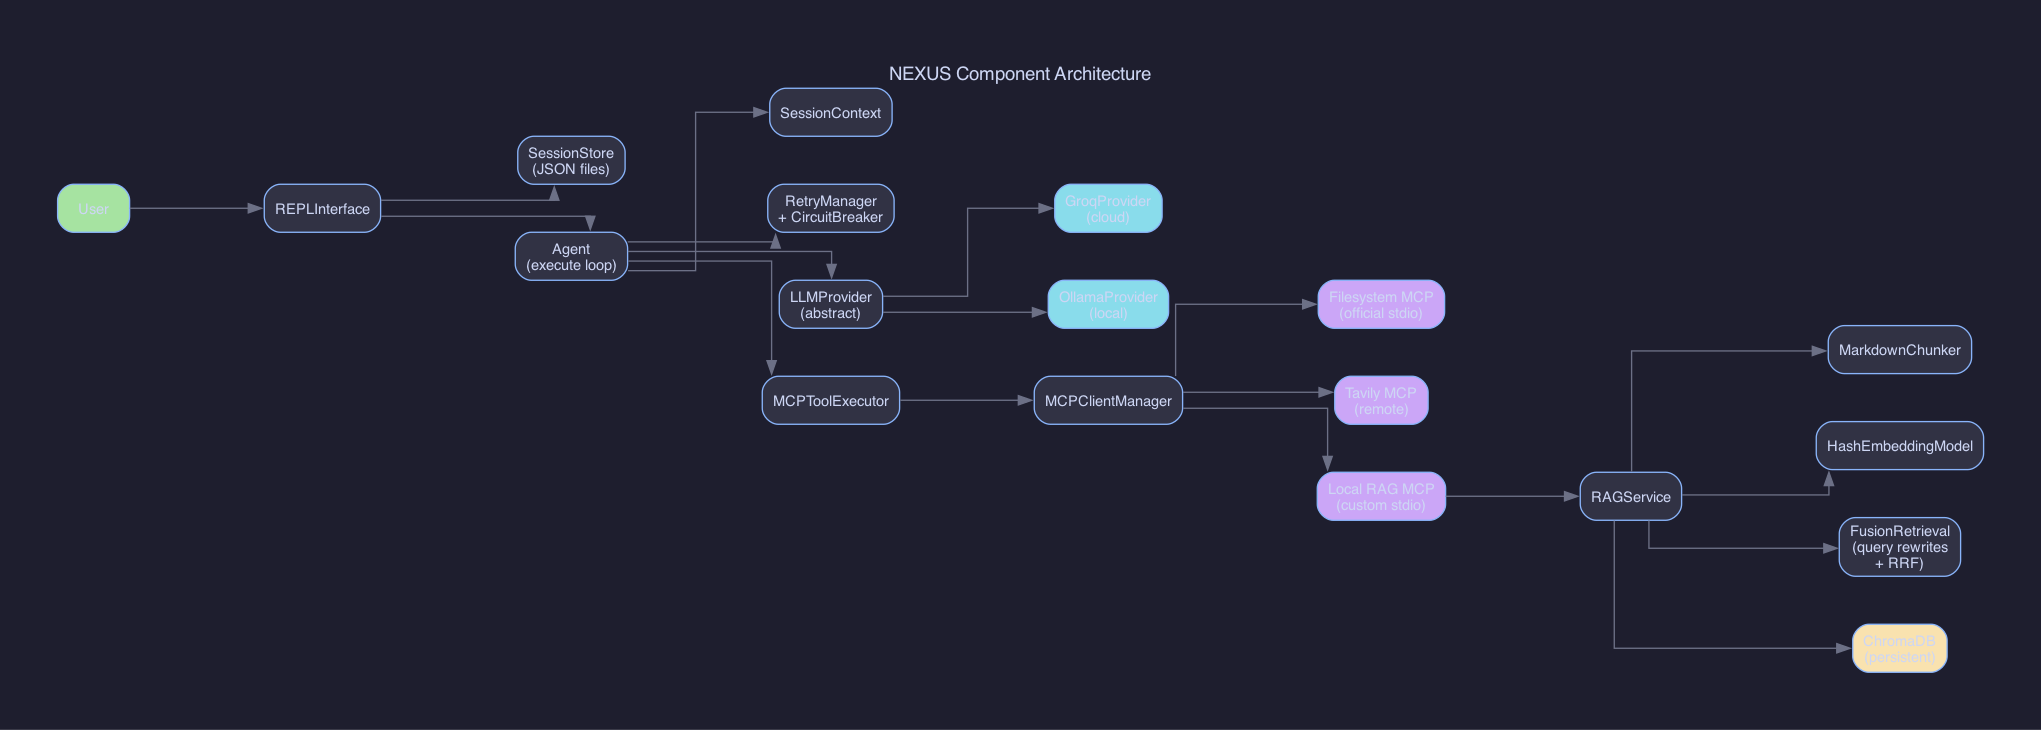 NEXUS Component Architecture
User
REPLInterface
SessionStore
(JSON files)
Agent
(execute loop)
SessionContext
RetryManager
+ CircuitBreaker
LLMProvider
(abstract)
MCPToolExecutor
GroqProvider
(cloud)
OllamaProvider
(local)
MCPClientManager
Filesystem MCP
(official stdio)
Tavily MCP
(remote)
Local RAG MCP
(custom stdio)
RAGService
MarkdownChunker
HashEmbeddingModel
FusionRetrieval
(query rewrites
+ RRF)
ChromaDB
(persistent)